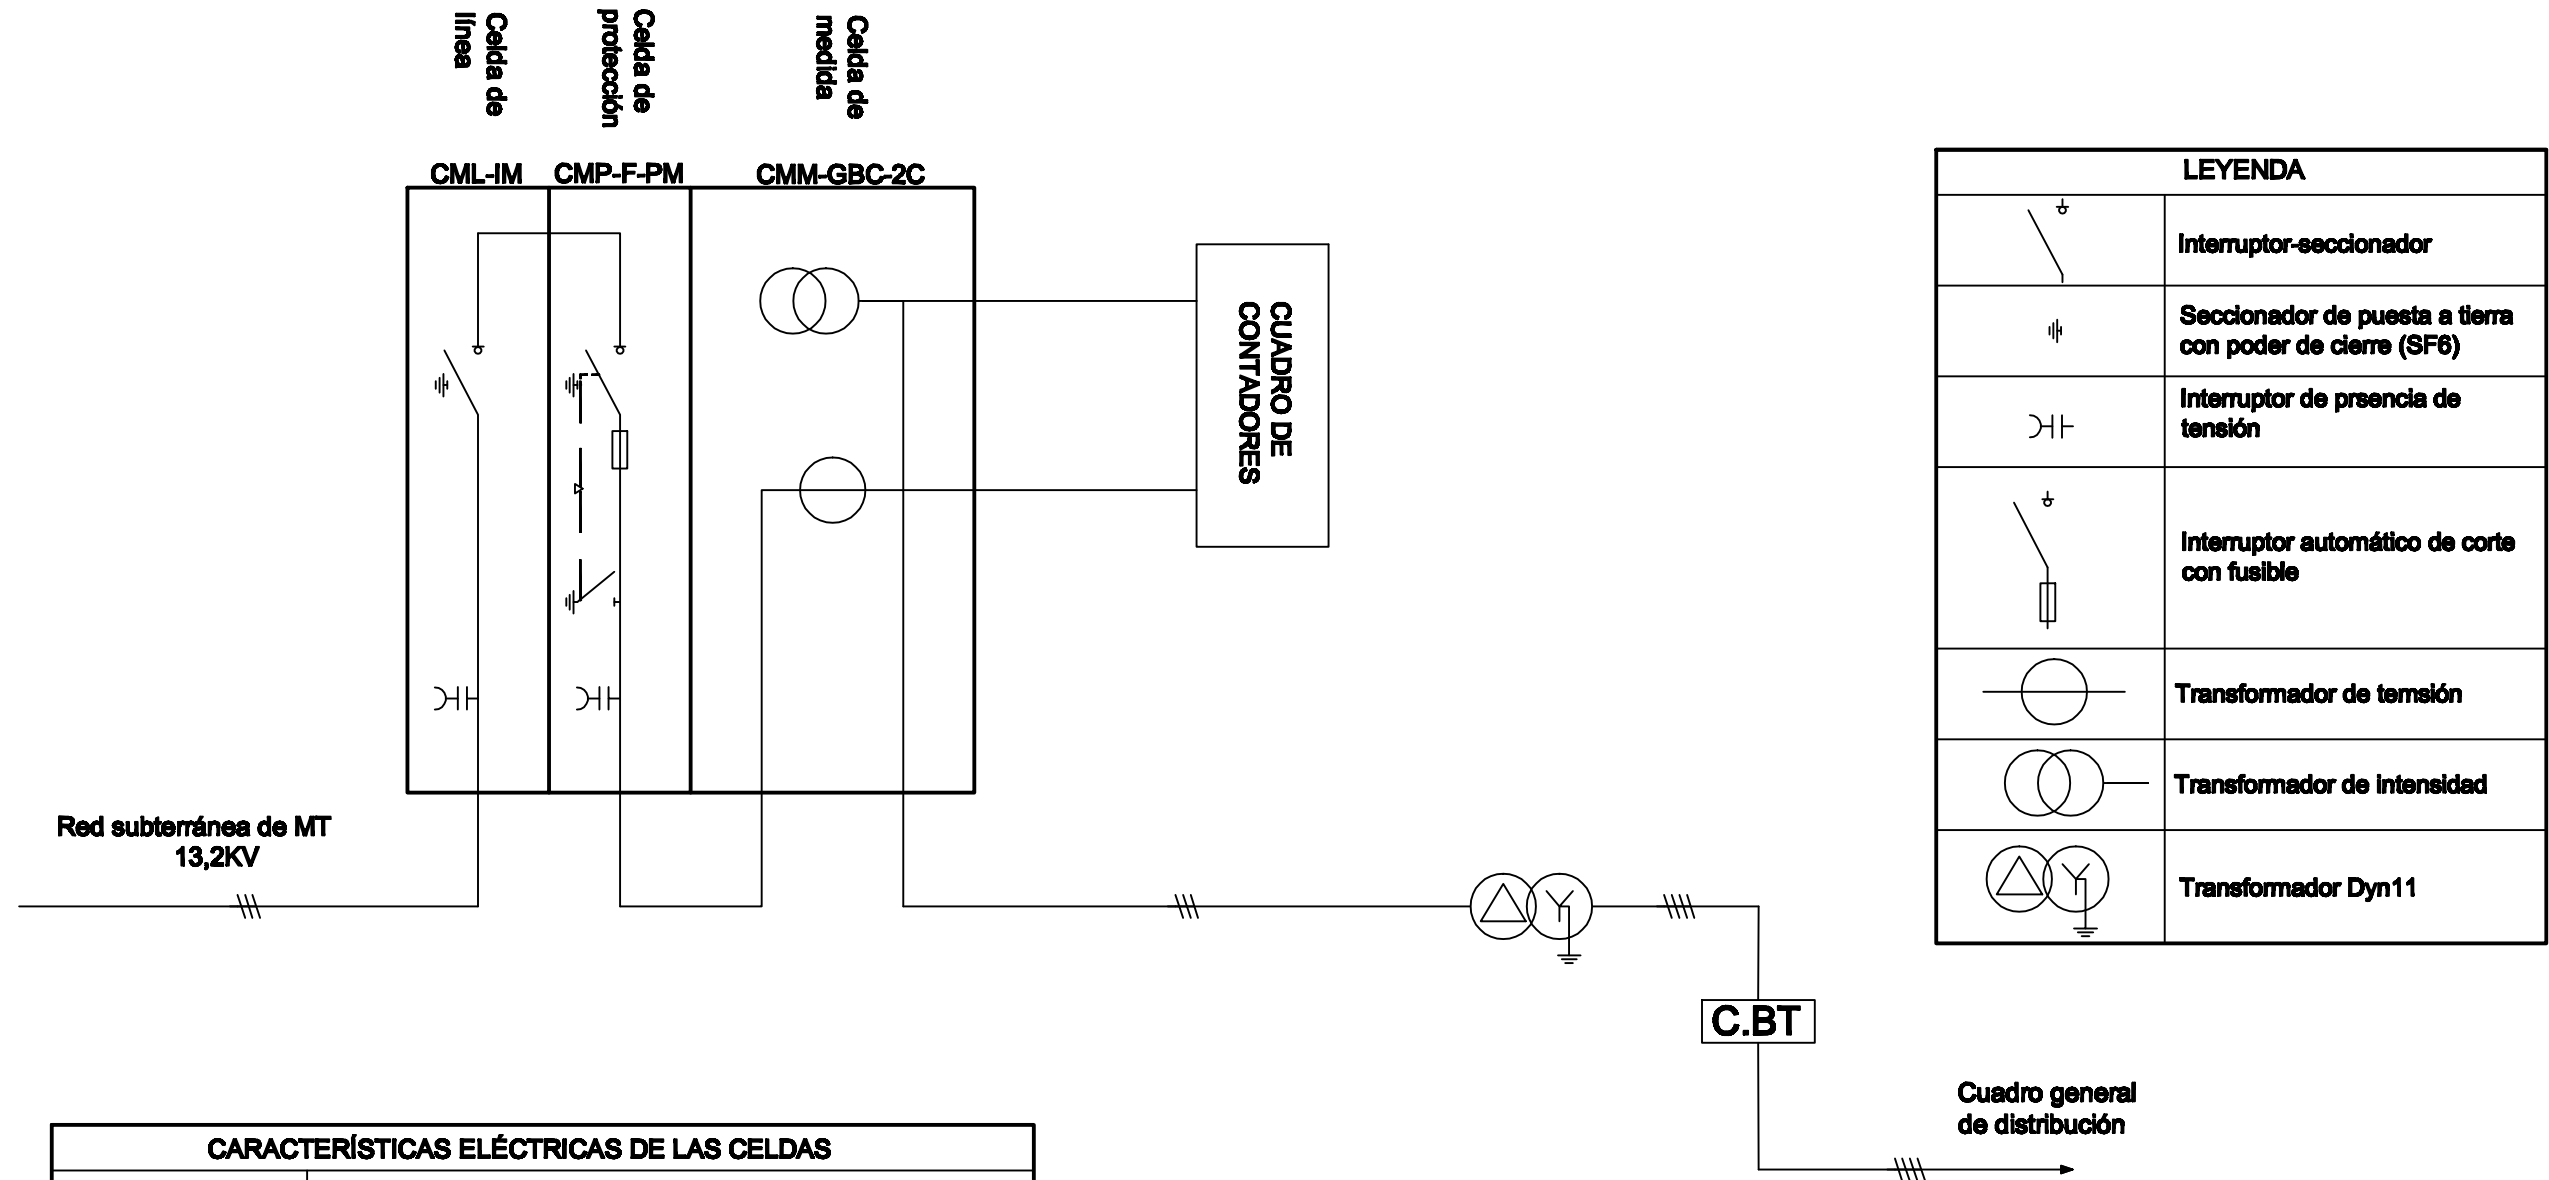 Celda de
línea
Celda de
protección
Celda de
medida
CML-IM
CMP-F-PM
CMM-GBC-2C
CUADRO DE
CONTADORES
Red subterránea de MT
13,2KV
C.BT
Cuadro general
de distribución
LEYENDA
Interruptor-seccionador
Seccionador de puesta a tierra
con poder de cierre (SF6)
Interruptor de prsencia de
tensión
Interruptor automático de corte
con fusible
Transformador de temsión
Transformador de intensidad
Transformador Dyn11
CARACTERÍSTICAS ELÉCTRICAS DE LAS CELDAS